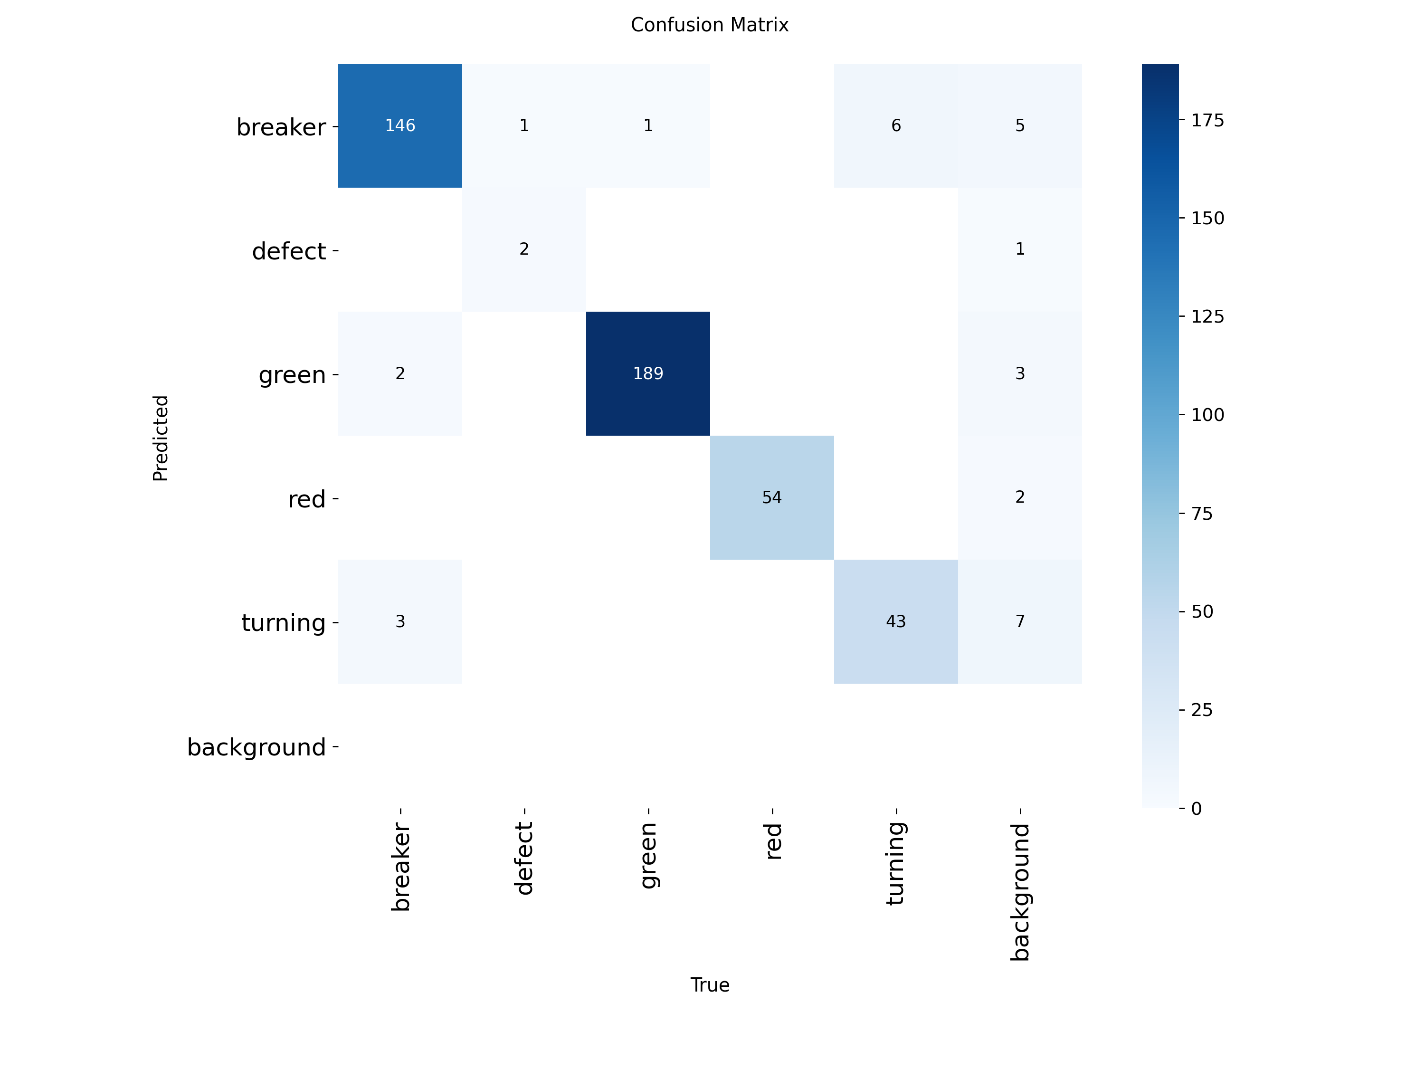 Confusion Matrix
breaker 146 1 1 6 5
defect 2 1
green 2 189 3
red 54 2
turning 3 43 7
background
Predicted
breaker defect green red turning background
True
175
150
125
100
75
50
25
0